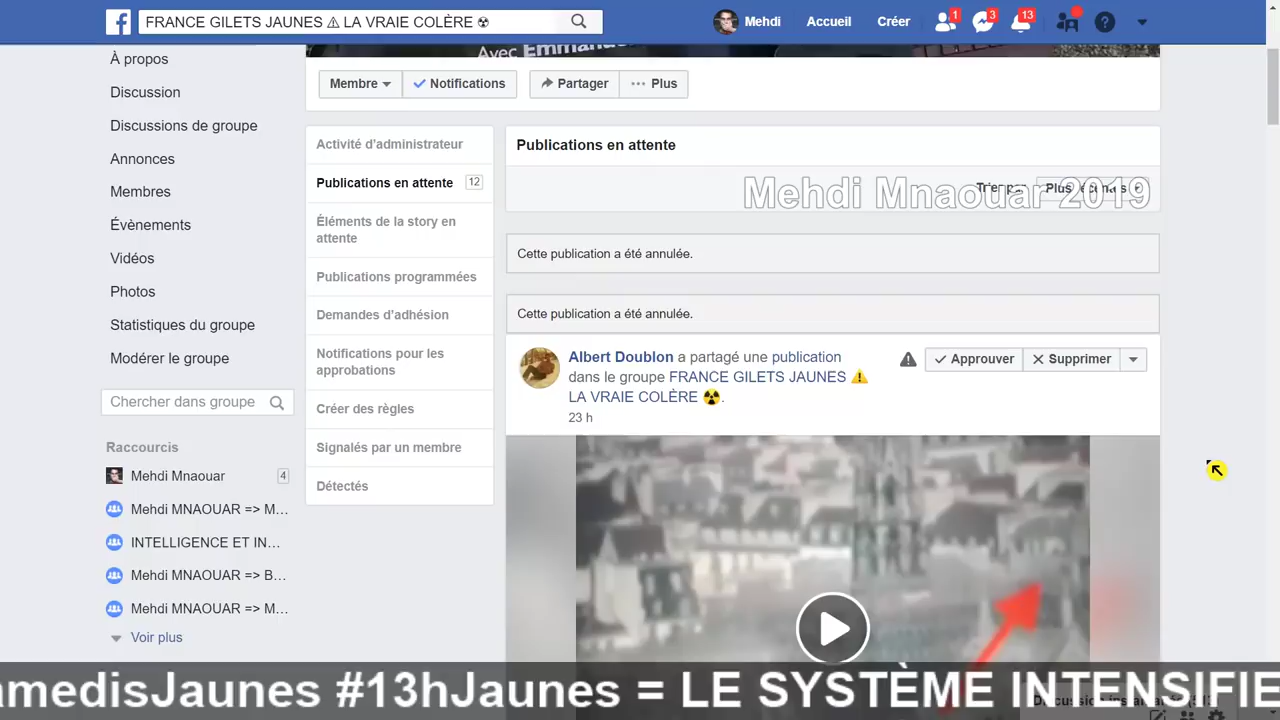 FRANCE GILETS JAUNES ⚠ LA VRAIE COLÈRE ☢
Mehdi
Accueil
Créer
1
3
13
Avec Emmanue
À propos
Discussion
Discussions de groupe
Annonces
Membres
Évènements
Vidéos
Photos
Statistiques du groupe
Modérer le groupe
Chercher dans groupe
Raccourcis
Mehdi Mnaouar 4
Mehdi MNAOUAR => M...
INTELLIGENCE ET IN...
Mehdi MNAOUAR => B...
Mehdi MNAOUAR => M...
Voir plus
Membre
Notifications
Partager
Plus
Activité d'administrateur
Publications en attente 12
Éléments de la story en
attente
Publications programmées
Demandes d'adhésion
Notifications pour les
approbations
Créer des règles
Signalés par un membre
Détectés
Publications en attente
Trier par Plus récentes
Mehdi Mnaouar 2019
Cette publication a été annulée.
Cette publication a été annulée.
Albert Doublon a partagé une publication
dans le groupe FRANCE GILETS JAUNES ⚠
LA VRAIE COLÈRE ☢.
23 h
Approuver
Supprimer
amedisJaunes #13hJaunes = LE SYSTÈME INTENSIFIE